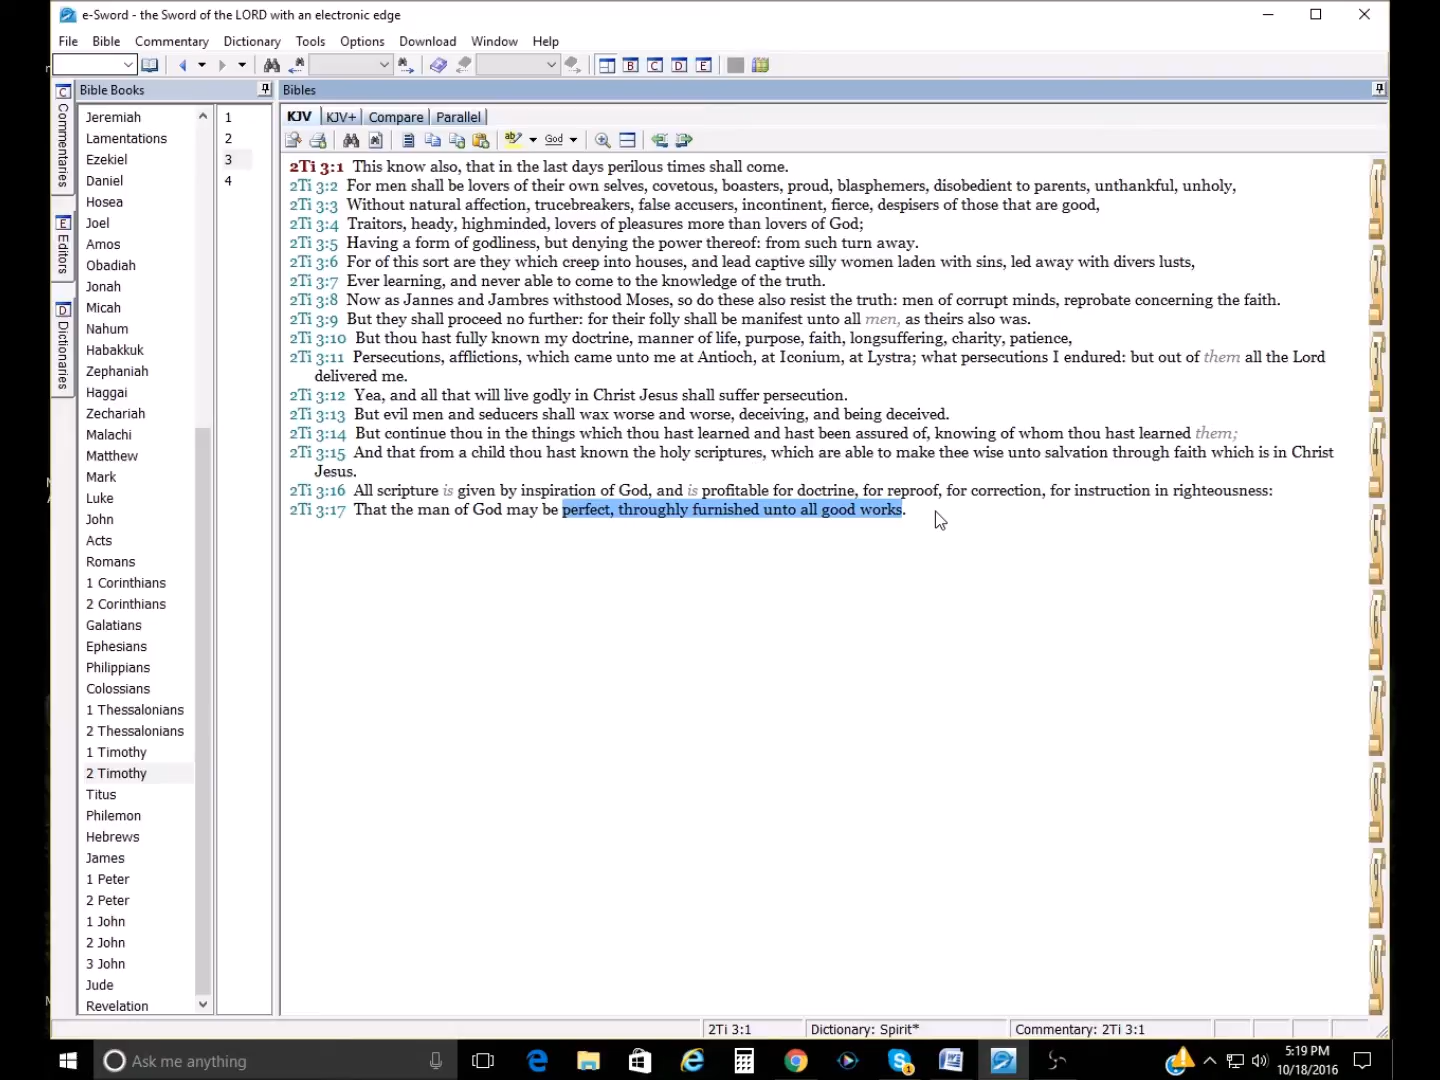 e-Sword - the Sword of the LORD with an electronic edge
File Bible Commentary Dictionary Tools Options Download Window Help
B C D E
C Commentaries
E Editors
D Dictionaries
Bible Books
Jeremiah
Lamentations
Ezekiel
Daniel
Hosea
Joel
Amos
Obadiah
Jonah
Micah
Nahum
Habakkuk
Zephaniah
Haggai
Zechariah
Malachi
Matthew
Mark
Luke
John
Acts
Romans
1 Corinthians
2 Corinthians
Galatians
Ephesians
Philippians
Colossians
1 Thessalonians
2 Thessalonians
1 Timothy
2 Timothy
Titus
Philemon
Hebrews
James
1 Peter
2 Peter
1 John
2 John
3 John
Jude
Revelation
1
2
3
4
Bibles
KJV KJV+ Compare Parallel
ab God
2Ti 3:1 This know also, that in the last days perilous times shall come.
2Ti 3:2 For men shall be lovers of their own selves, covetous, boasters, proud, blasphemers, disobedient to parents, unthankful, unholy,
2Ti 3:3 Without natural affection, trucebreakers, false accusers, incontinent, fierce, despisers of those that are good,
2Ti 3:4 Traitors, heady, highminded, lovers of pleasures more than lovers of God;
2Ti 3:5 Having a form of godliness, but denying the power thereof: from such turn away.
2Ti 3:6 For of this sort are they which creep into houses, and lead captive silly women laden with sins, led away with divers lusts,
2Ti 3:7 Ever learning, and never able to come to the knowledge of the truth.
2Ti 3:8 Now as Jannes and Jambres withstood Moses, so do these also resist the truth: men of corrupt minds, reprobate concerning the faith.
2Ti 3:9 But they shall proceed no further: for their folly shall be manifest unto all men, as theirs also was.
2Ti 3:10 But thou hast fully known my doctrine, manner of life, purpose, faith, longsuffering, charity, patience,
2Ti 3:11 Persecutions, afflictions, which came unto me at Antioch, at Iconium, at Lystra; what persecutions I endured: but out of them all the Lord
delivered me.
2Ti 3:12 Yea, and all that will live godly in Christ Jesus shall suffer persecution.
2Ti 3:13 But evil men and seducers shall wax worse and worse, deceiving, and being deceived.
2Ti 3:14 But continue thou in the things which thou hast learned and hast been assured of, knowing of whom thou hast learned them;
2Ti 3:15 And that from a child thou hast known the holy scriptures, which are able to make thee wise unto salvation through faith which is in Christ
Jesus.
2Ti 3:16 All scripture is given by inspiration of God, and is profitable for doctrine, for reproof, for correction, for instruction in righteousness:
2Ti 3:17 That the man of God may be perfect, throughly furnished unto all good works.
2Ti 3:1 Dictionary: Spirit* Commentary: 2Ti 3:1
Ask me anything
5:19 PM
10/18/2016